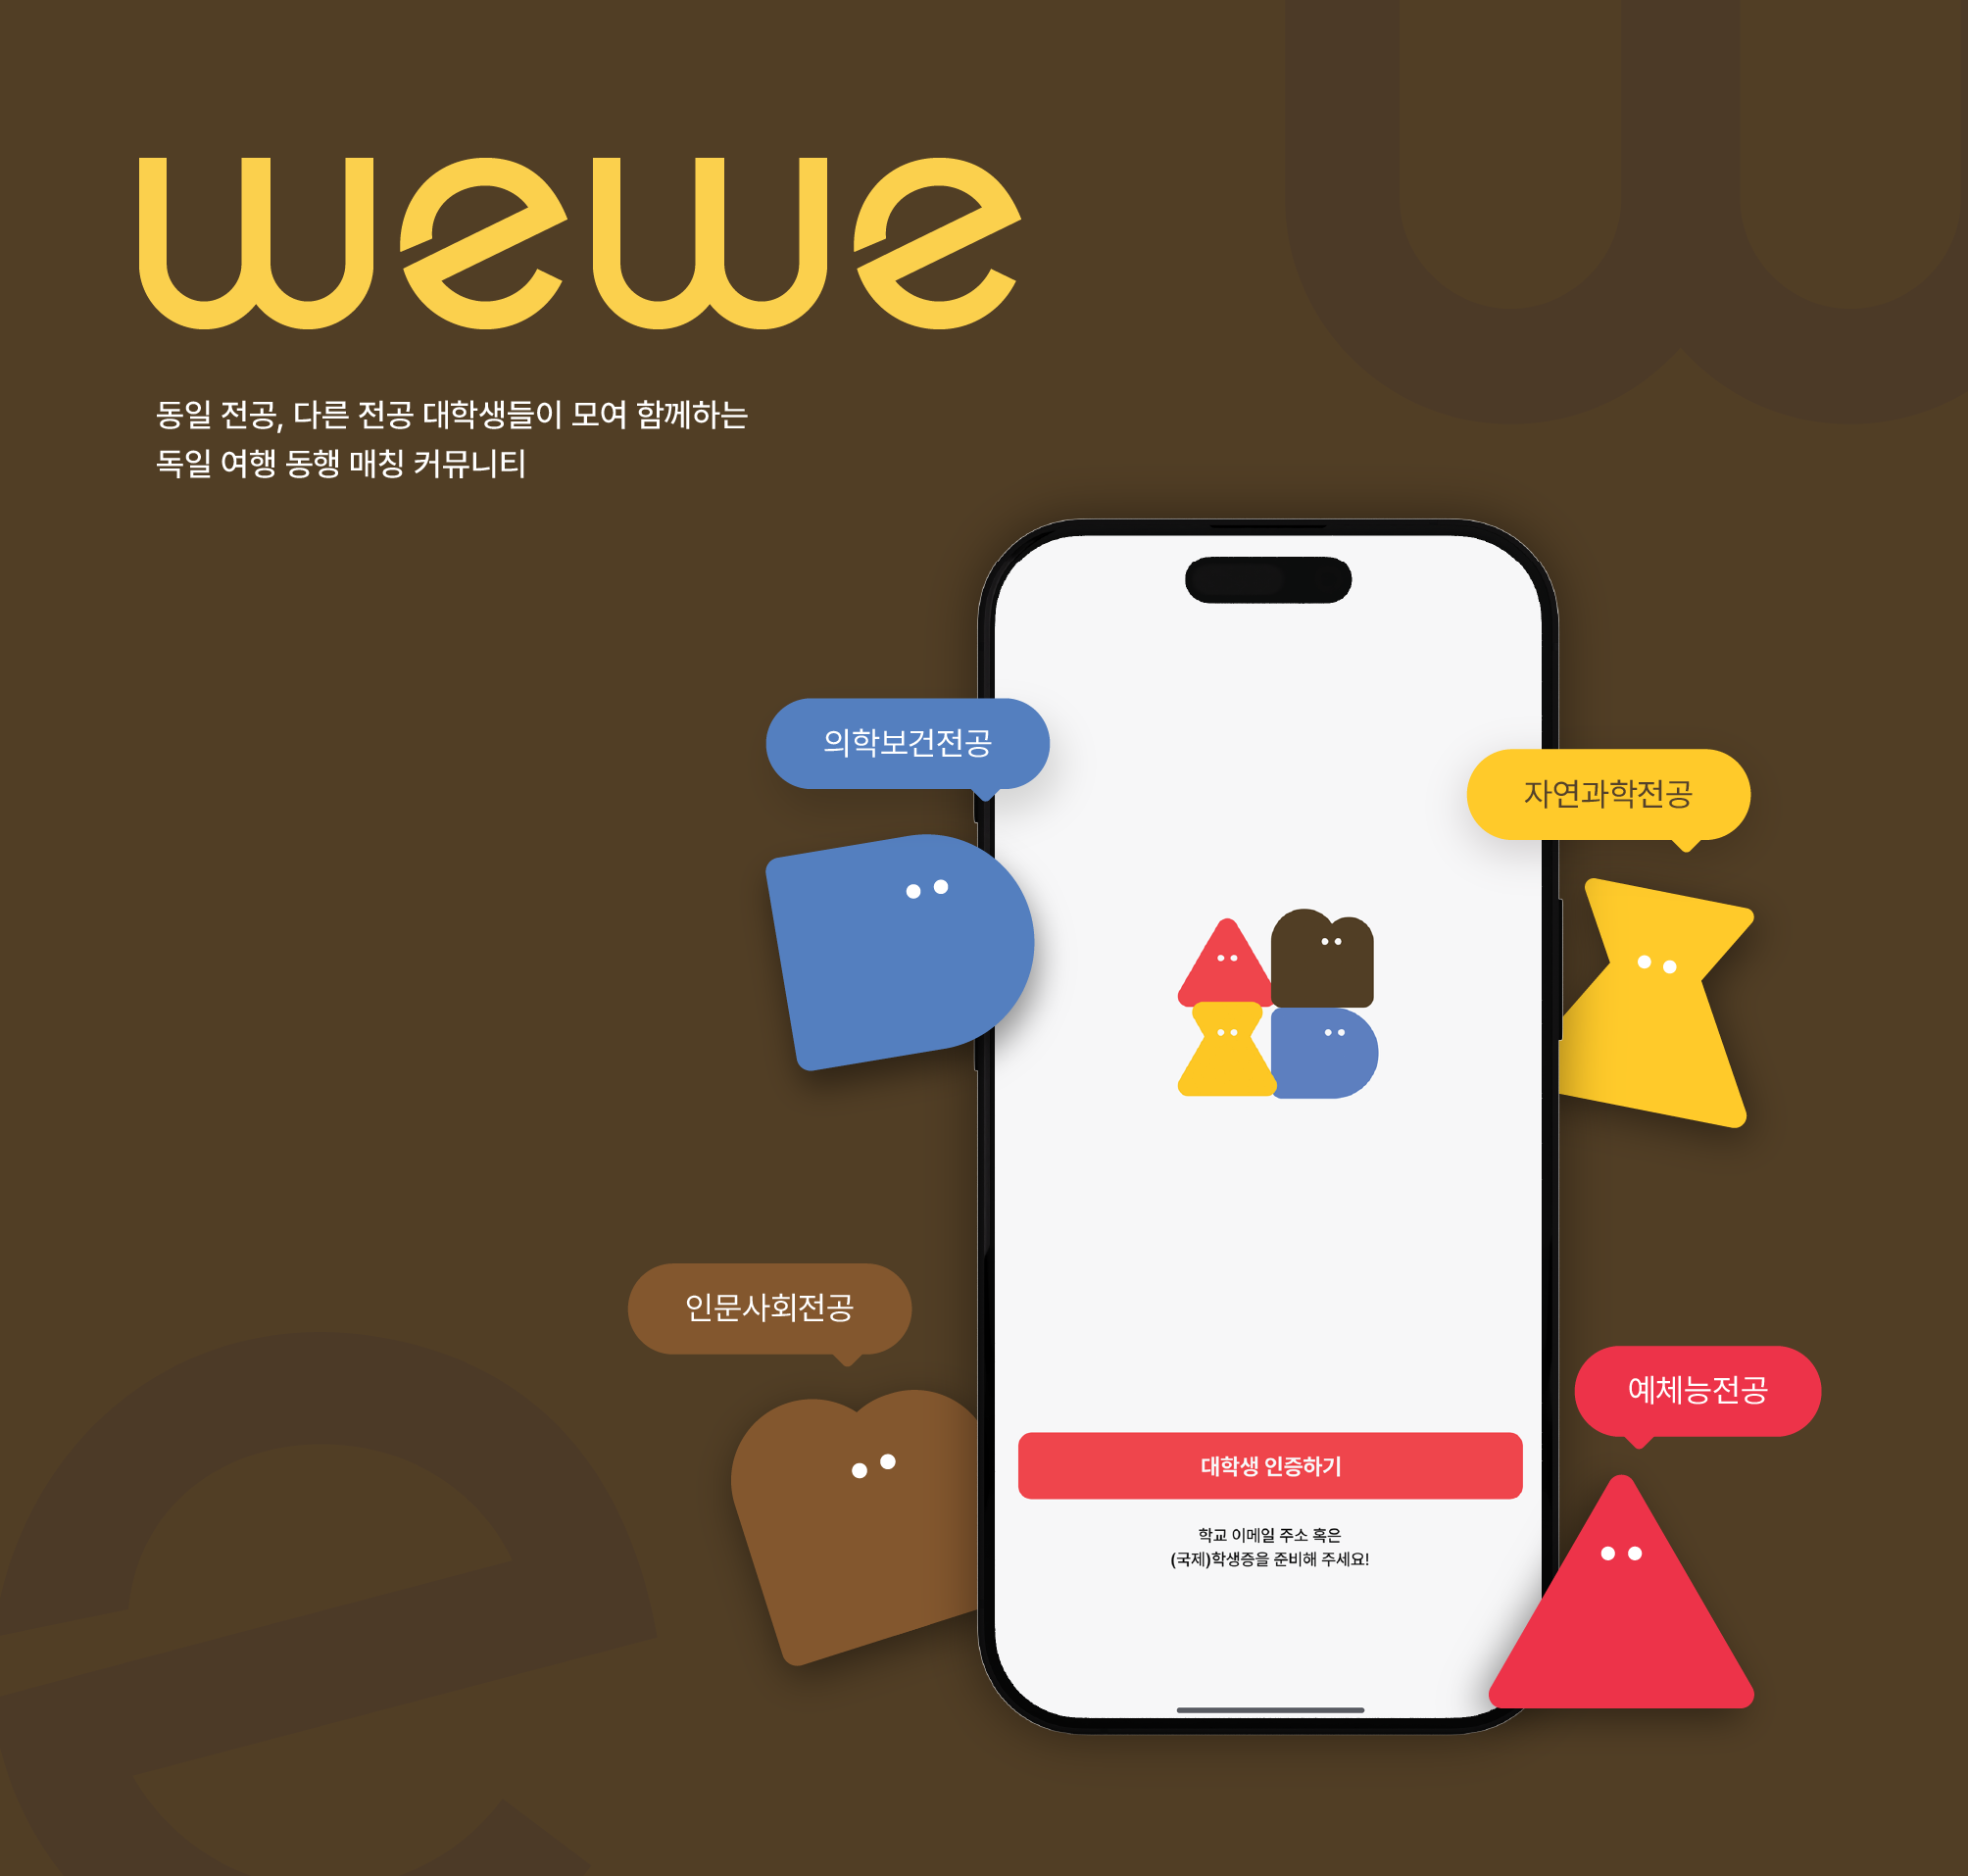 wewe
동일 전공, 다른 전공 대학생들이 모여 함께하는
독일 여행 동행 매칭 커뮤니티
의학보건전공
자연과학전공
인문사회전공
예체능전공
대학생 인증하기
학교 이메일 주소 혹은
(국제)학생증을 준비해 주세요!